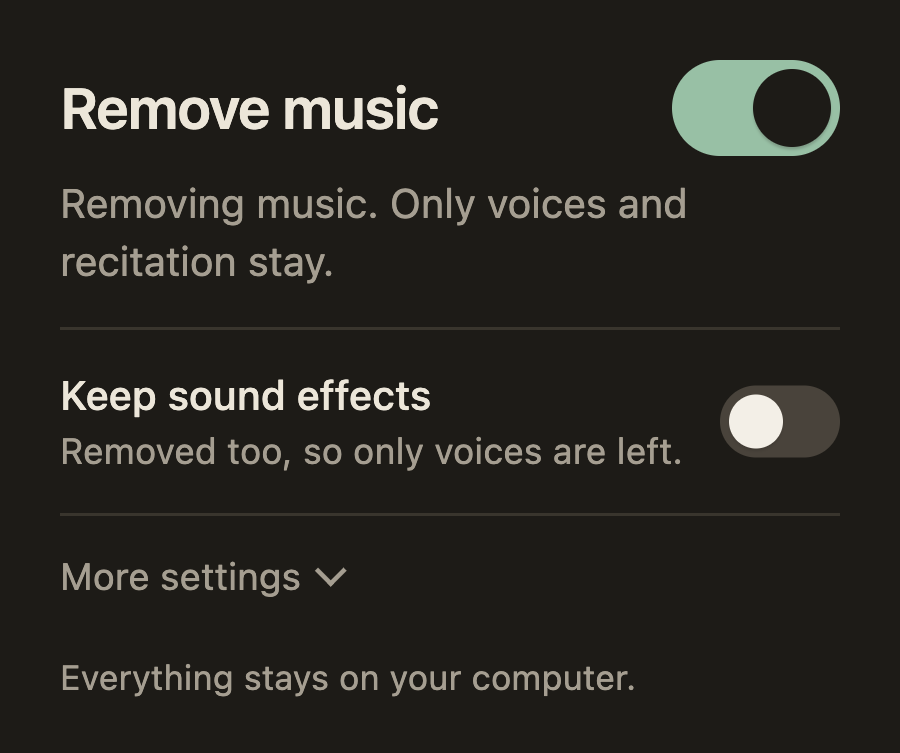 Remove music
Removing music. Only voices and
recitation stay.
Keep sound effects
Removed too, so only voices are left.
More settings
Everything stays on your computer.